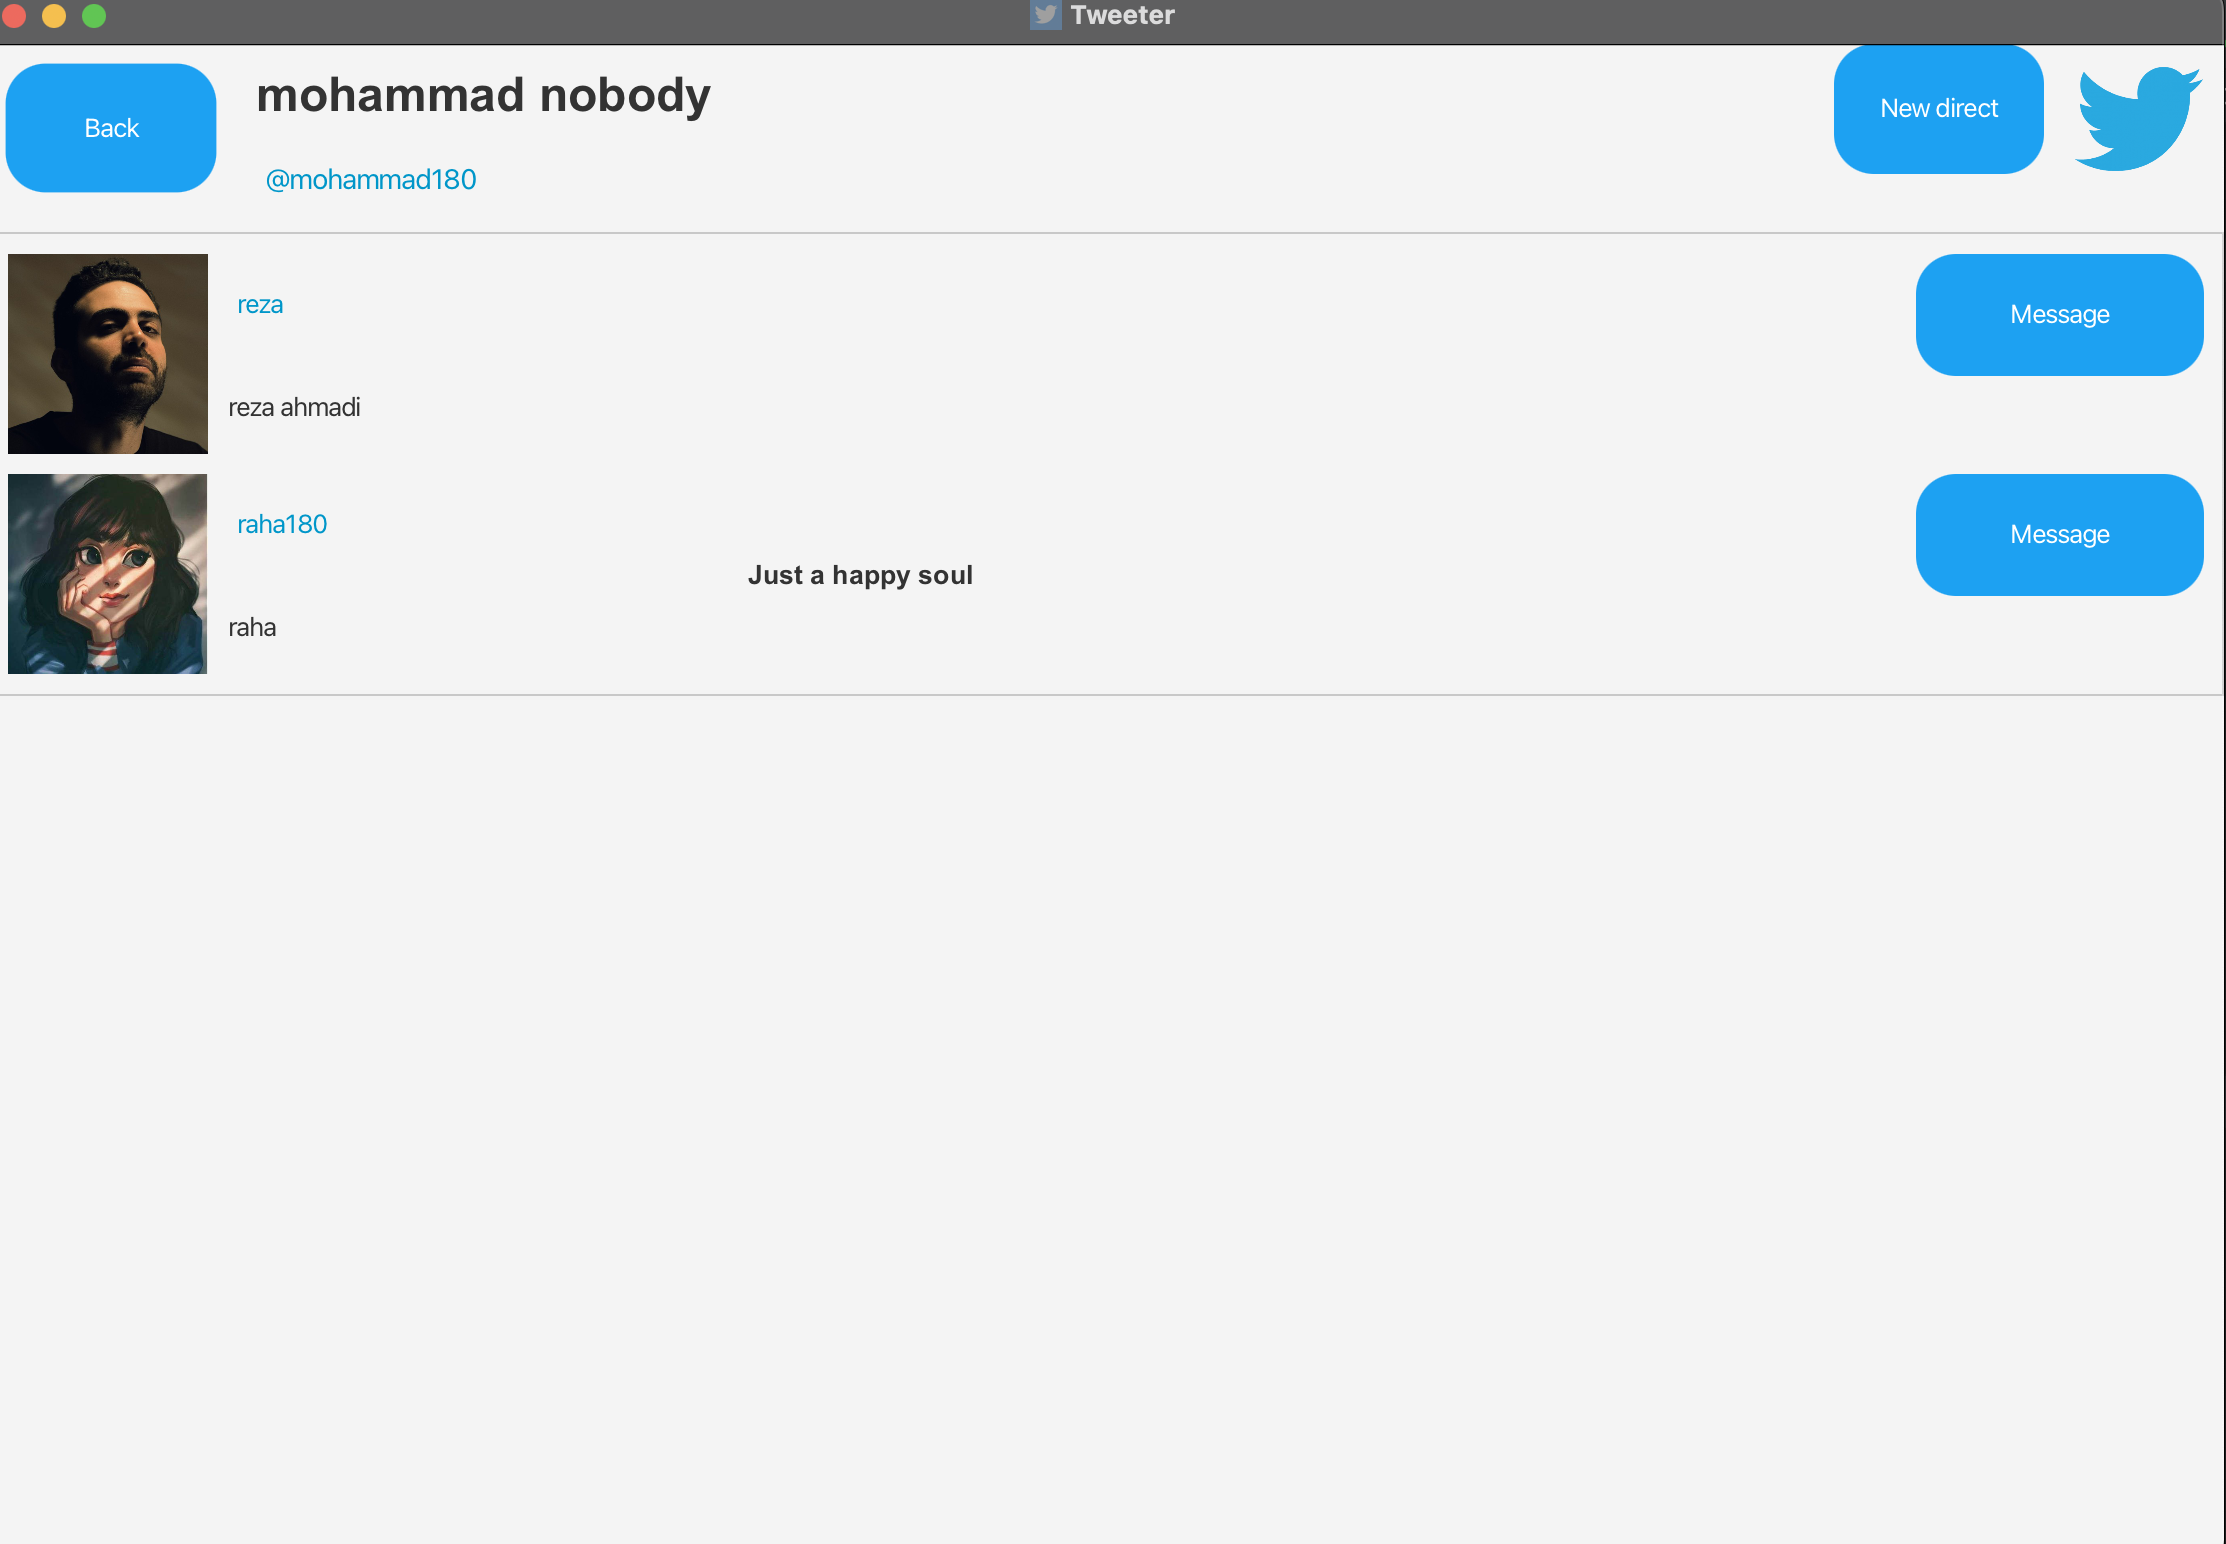 Tweeter
Back
mohammad nobody
@mohammad180
New direct
reza
reza ahmadi
Message
raha180
raha
Just a happy soul
Message